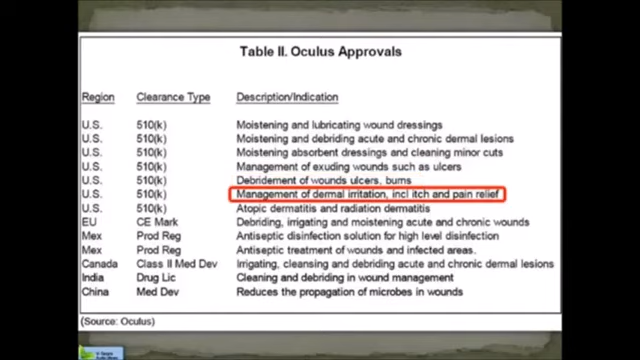 Table II. Oculus Approvals
Region Clearance Type Description/Indication
U.S. 510(k) Moistening and lubricating wound dressings
U.S. 510(k) Moistening and debriding acute and chronic dermal lesions
U.S. 510(k) Moistening absorbent dressings and cleaning minor cuts
U.S. 510(k) Management of exuding wounds such as ulcers
U.S. 510(k) Debridement of wounds ulcers, burns
U.S. 510(k) Management of dermal irritation, incl itch and pain relief
U.S. 510(k) Atopic dermatitis and radiation dermatitis
EU CE Mark Debriding, irrigating and moistening acute and chronic wounds
Mex Prod Reg Antiseptic disinfection solution for high level disinfection
Mex Prod Reg Antiseptic treatment of wounds and infected areas.
Canada Class II Med Dev Irrigating, cleansing and debriding acute and chronic dermal lesions
India Drug Lic Cleaning and debriding in wound management
China Med Dev Reduces the propagation of microbes in wounds
(Source: Oculus)